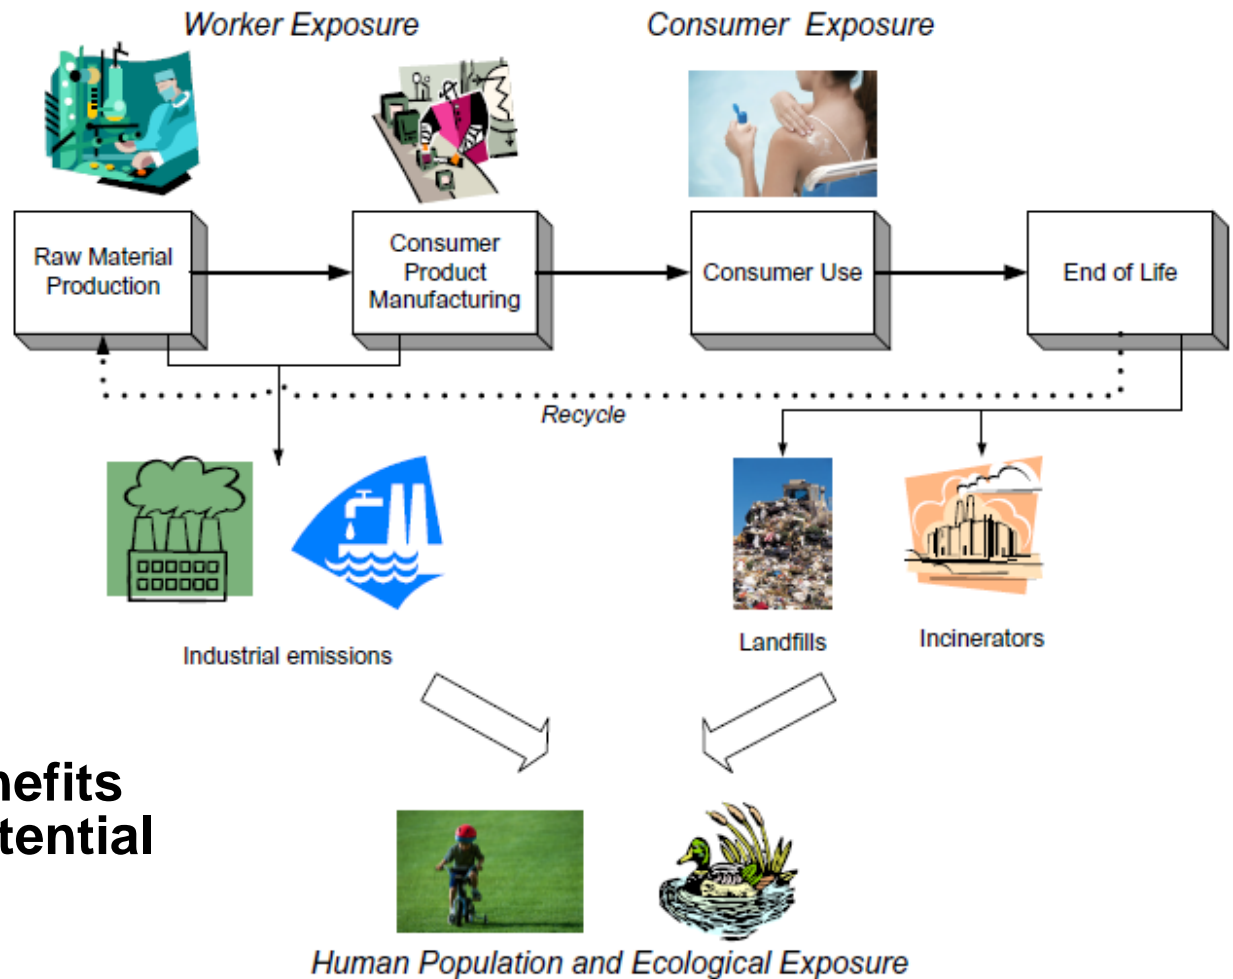 Worker Exposure
Consumer Exposure
Raw Material
Production
Consumer
Product
Manufacturing
Consumer Use
End of Life
Recycle
Industrial emissions
Landfills
Incinerators
nefits
tential
Human Population and Ecological Exposure